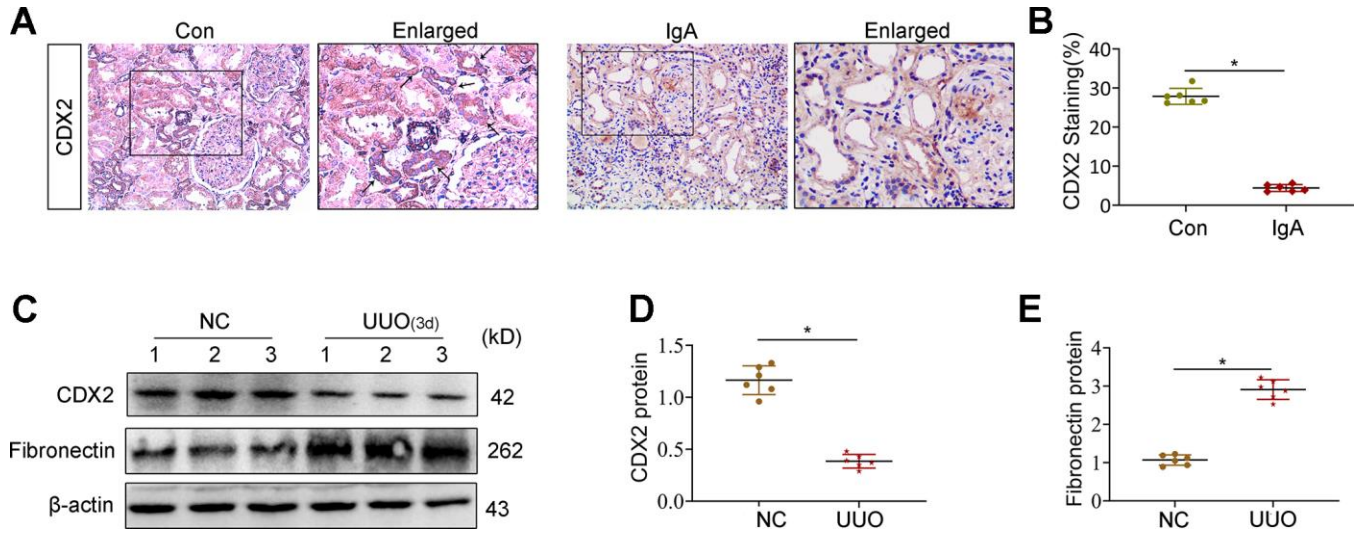 A
Con
Enlarged
IgA
Enlarged
CDX2
B
CDX2 Staining(%)
40
30
20
10
0
*
Con
IgA
C
NC
UUO(3d)
(kD)
1 2 3 1 2 3
CDX2
42
Fibronectin
262
β-actin
43
D
CDX2 protein
1.5
1.0
0.5
0.0
*
NC
UUO
E
Fibronectin protein
4
3
2
1
0
*
NC
UUO